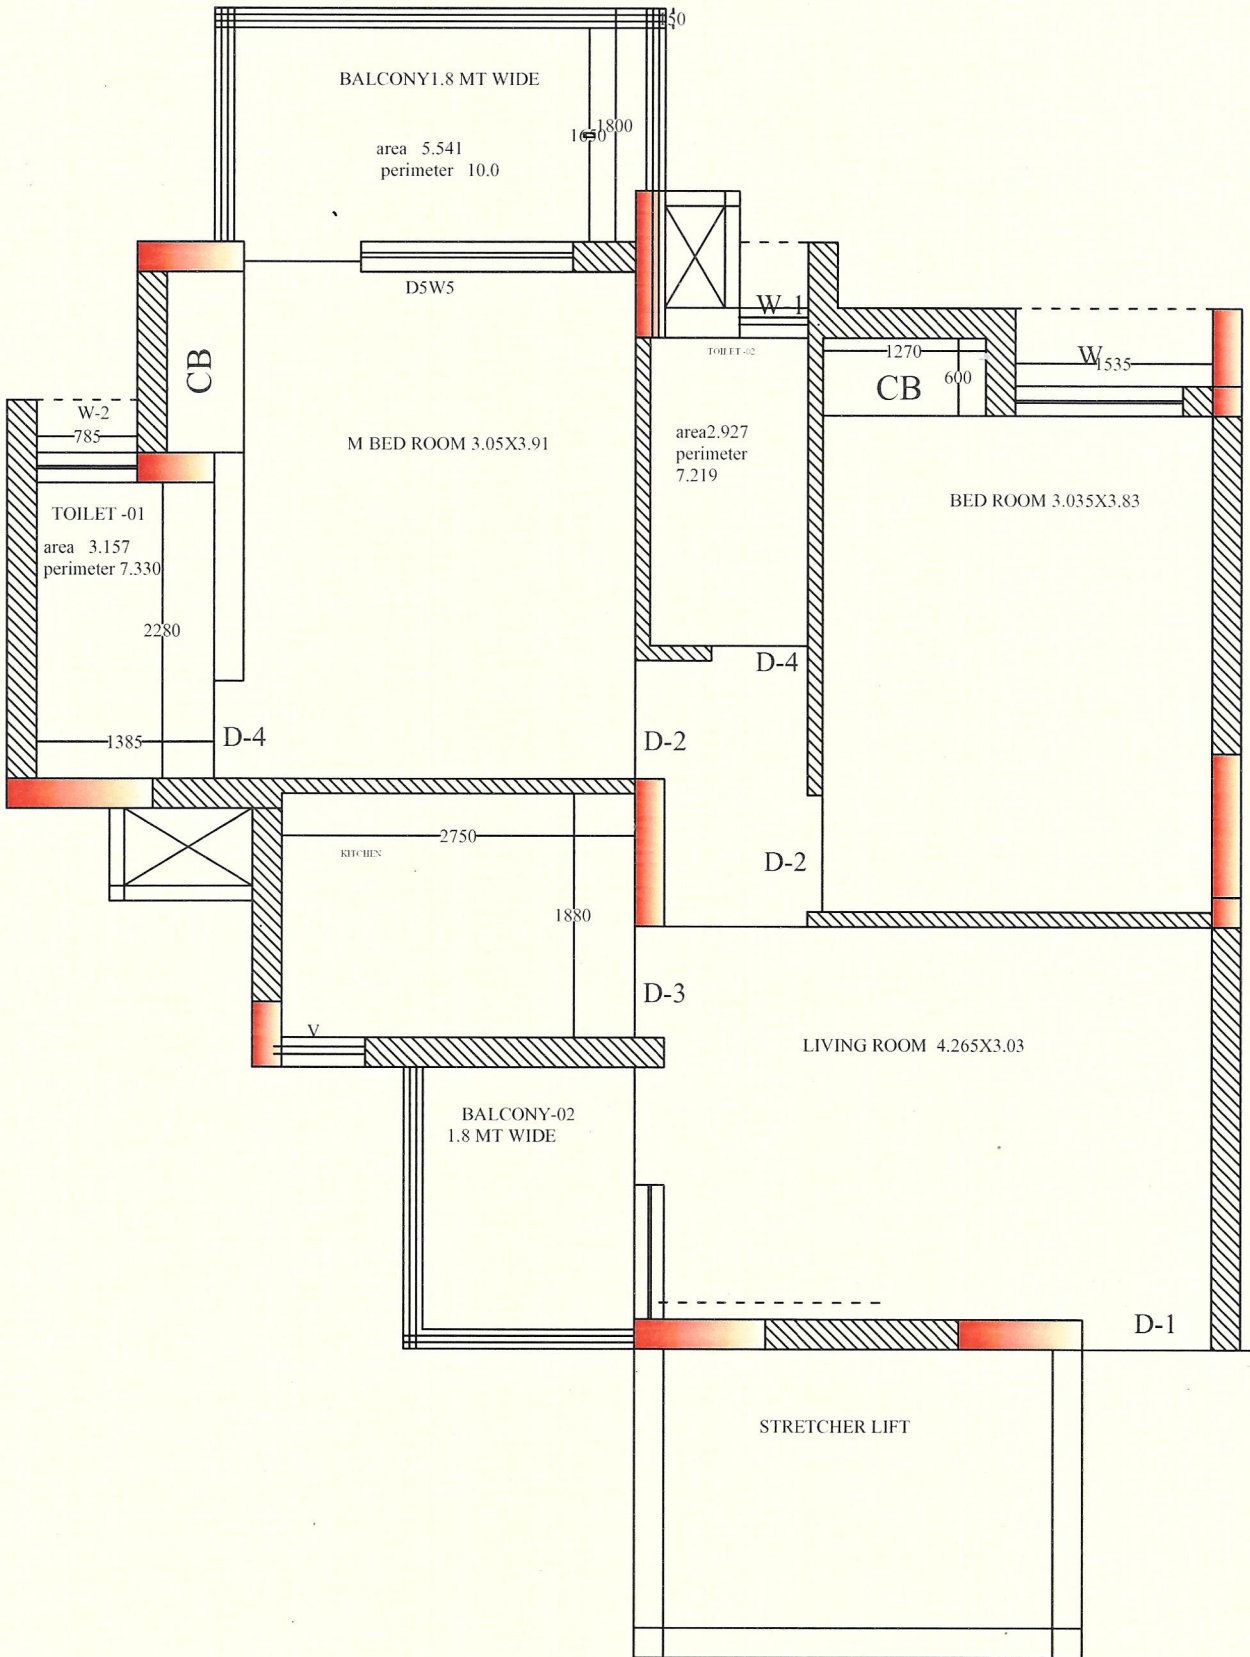 150
BALCONY1.8 MT WIDE
1650
1800
area 5.541
perimeter 10.0
D5W5
W-1
TOILET -02
1270
W
1535
CB
600
CB
W-2
785
M BED ROOM 3.05X3.91
area2.927
perimeter
7.219
BED ROOM 3.035X3.83
TOILET -01
area 3.157
perimeter 7.330
2280
D-4
1385
D-4
D-2
2750
KITCHEN
D-2
1880
D-3
V
LIVING ROOM 4.265X3.03
BALCONY-02
1.8 MT WIDE
D-1
STRETCHER LIFT